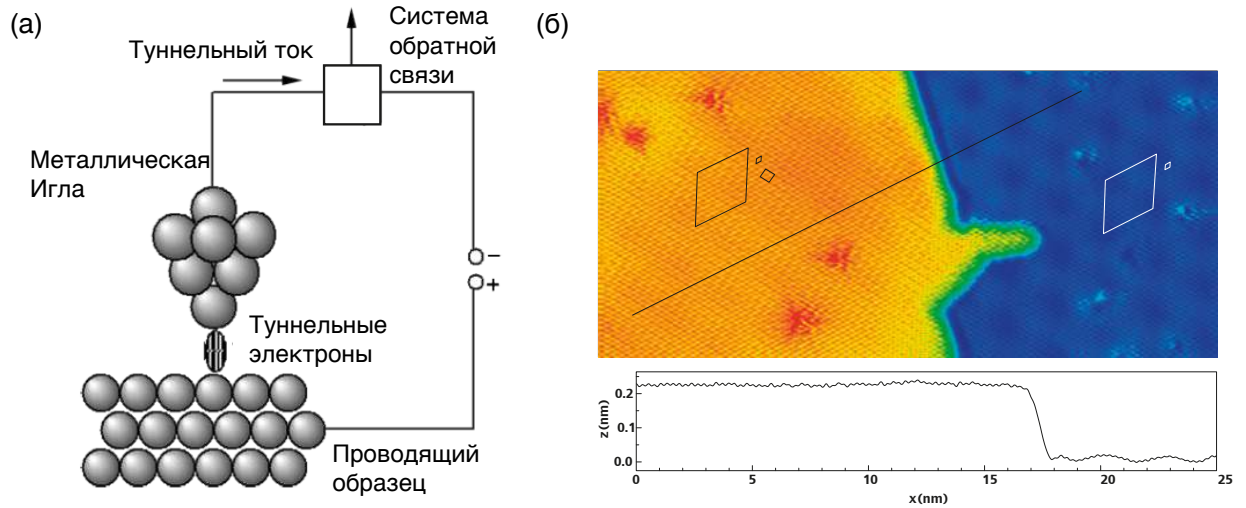 (а)
Система
обратной
связи
Туннельный ток
Металлическая
Игла
−
+
Туннельные
электроны
Проводящий
образец
(б)
z(nm)
0.2
0.1
0.0
0 5 10 15 20 25
x(nm)